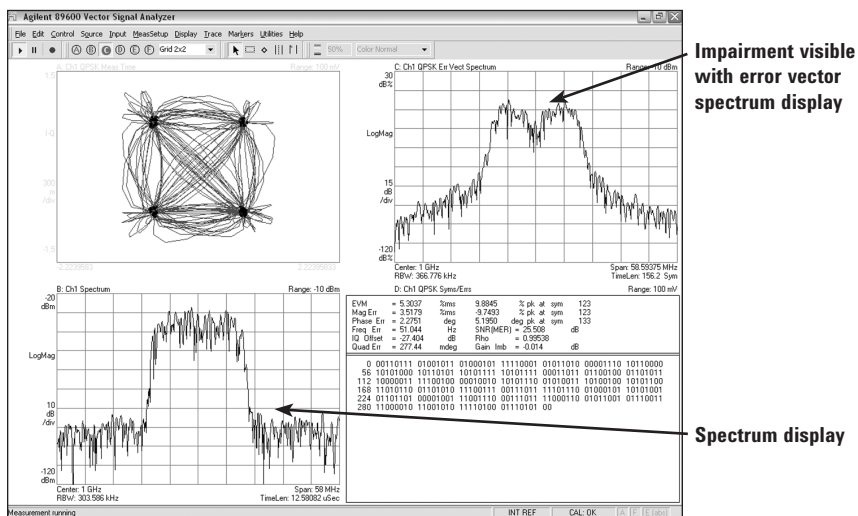 Agilent 89600 Vector Signal Analyzer
File Edit Control Source Input MeasSetup Display Trace Markers Utilities Help
A B C D E F Grid 2x2 50% Color Normal
A: Ch1 QPSK Meas Time Range: 100 mV
1.5
I-Q
300
m
/div
-1.5
-2.2239583 2.22395833
C: Ch1 QPSK Err Vect Spectrum Range: -10 dBm
30
dB%
LogMag
15
dB
/div
-120
dB%
Center: 1 GHz Span: 58.59375 MHz
RBW: 366.776 kHz TimeLen: 156.2 Sym
Impairment visible
with error vector
spectrum display
B: Ch1 Spectrum Range: -10 dBm
-20
dBm
LogMag
10
dB
/div
-120
dBm
Center: 1 GHz Span: 58 MHz
RBW: 303.586 kHz TimeLen: 12.58082 uSec
D: Ch1 QPSK Syms/Errs Range: 100 mV
EVM = 5.3037 %rms 9.8845 % pk at sym 123
Mag Err = 3.5179 %rms -9.7493 % pk at sym 123
Phase Err = 2.2751 deg 5.1950 deg pk at sym 133
Freq Err = 51.044 Hz SNR(MER) = 25.508 dB
IQ Offset = -27.404 dB Rho = 0.99538
Quad Err = 277.44 mdeg Gain Imb = -0.014 dB
0 00110111 01001011 01000101 11110001 01011010 00001110 10110000
56 10101000 10110101 10101111 10101111 00011011 01100100 01101011
112 10000011 11100100 00010010 10101110 01010011 10100100 10101100
168 11010110 01101010 11100111 00111011 11101110 01000101 10101001
224 01101101 00001001 11001110 00111011 11000110 01011001 01110011
280 11000010 11001010 11110100 01110101 00
Spectrum display
Measurement running INT REF CAL: OK A F E label